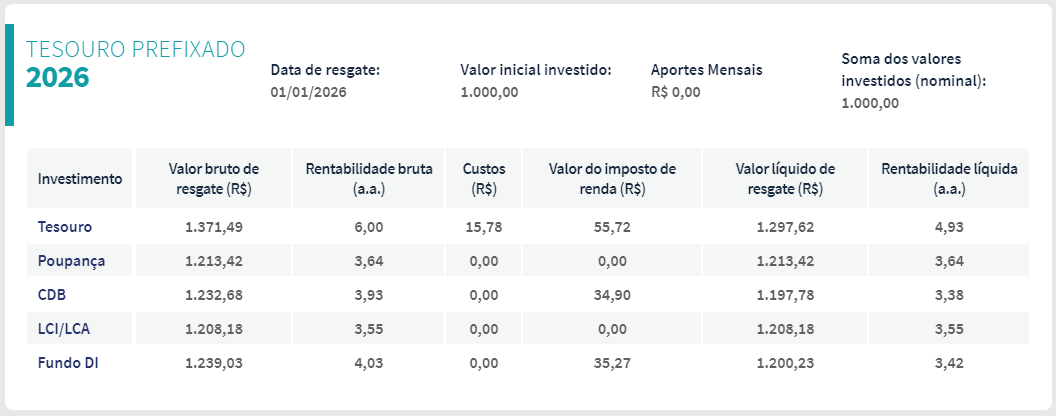 TESOURO PREFIXADO
2026
Data de resgate:
01/01/2026
Valor inicial investido:
1.000,00
Aportes Mensais
R$ 0,00
Soma dos valores
investidos (nominal):
1.000,00
Investimento
Valor bruto de
resgate (R$)
Rentabilidade bruta
(a.a.)
Custos
(R$)
Valor do imposto de
renda (R$)
Valor líquido de
resgate (R$)
Rentabilidade líquida
(a.a.)
Tesouro 1.371,49 6,00 15,78 55,72 1.297,62 4,93
Poupança 1.213,42 3,64 0,00 0,00 1.213,42 3,64
CDB 1.232,68 3,93 0,00 34,90 1.197,78 3,38
LCI/LCA 1.208,18 3,55 0,00 0,00 1.208,18 3,55
Fundo DI 1.239,03 4,03 0,00 35,27 1.200,23 3,42